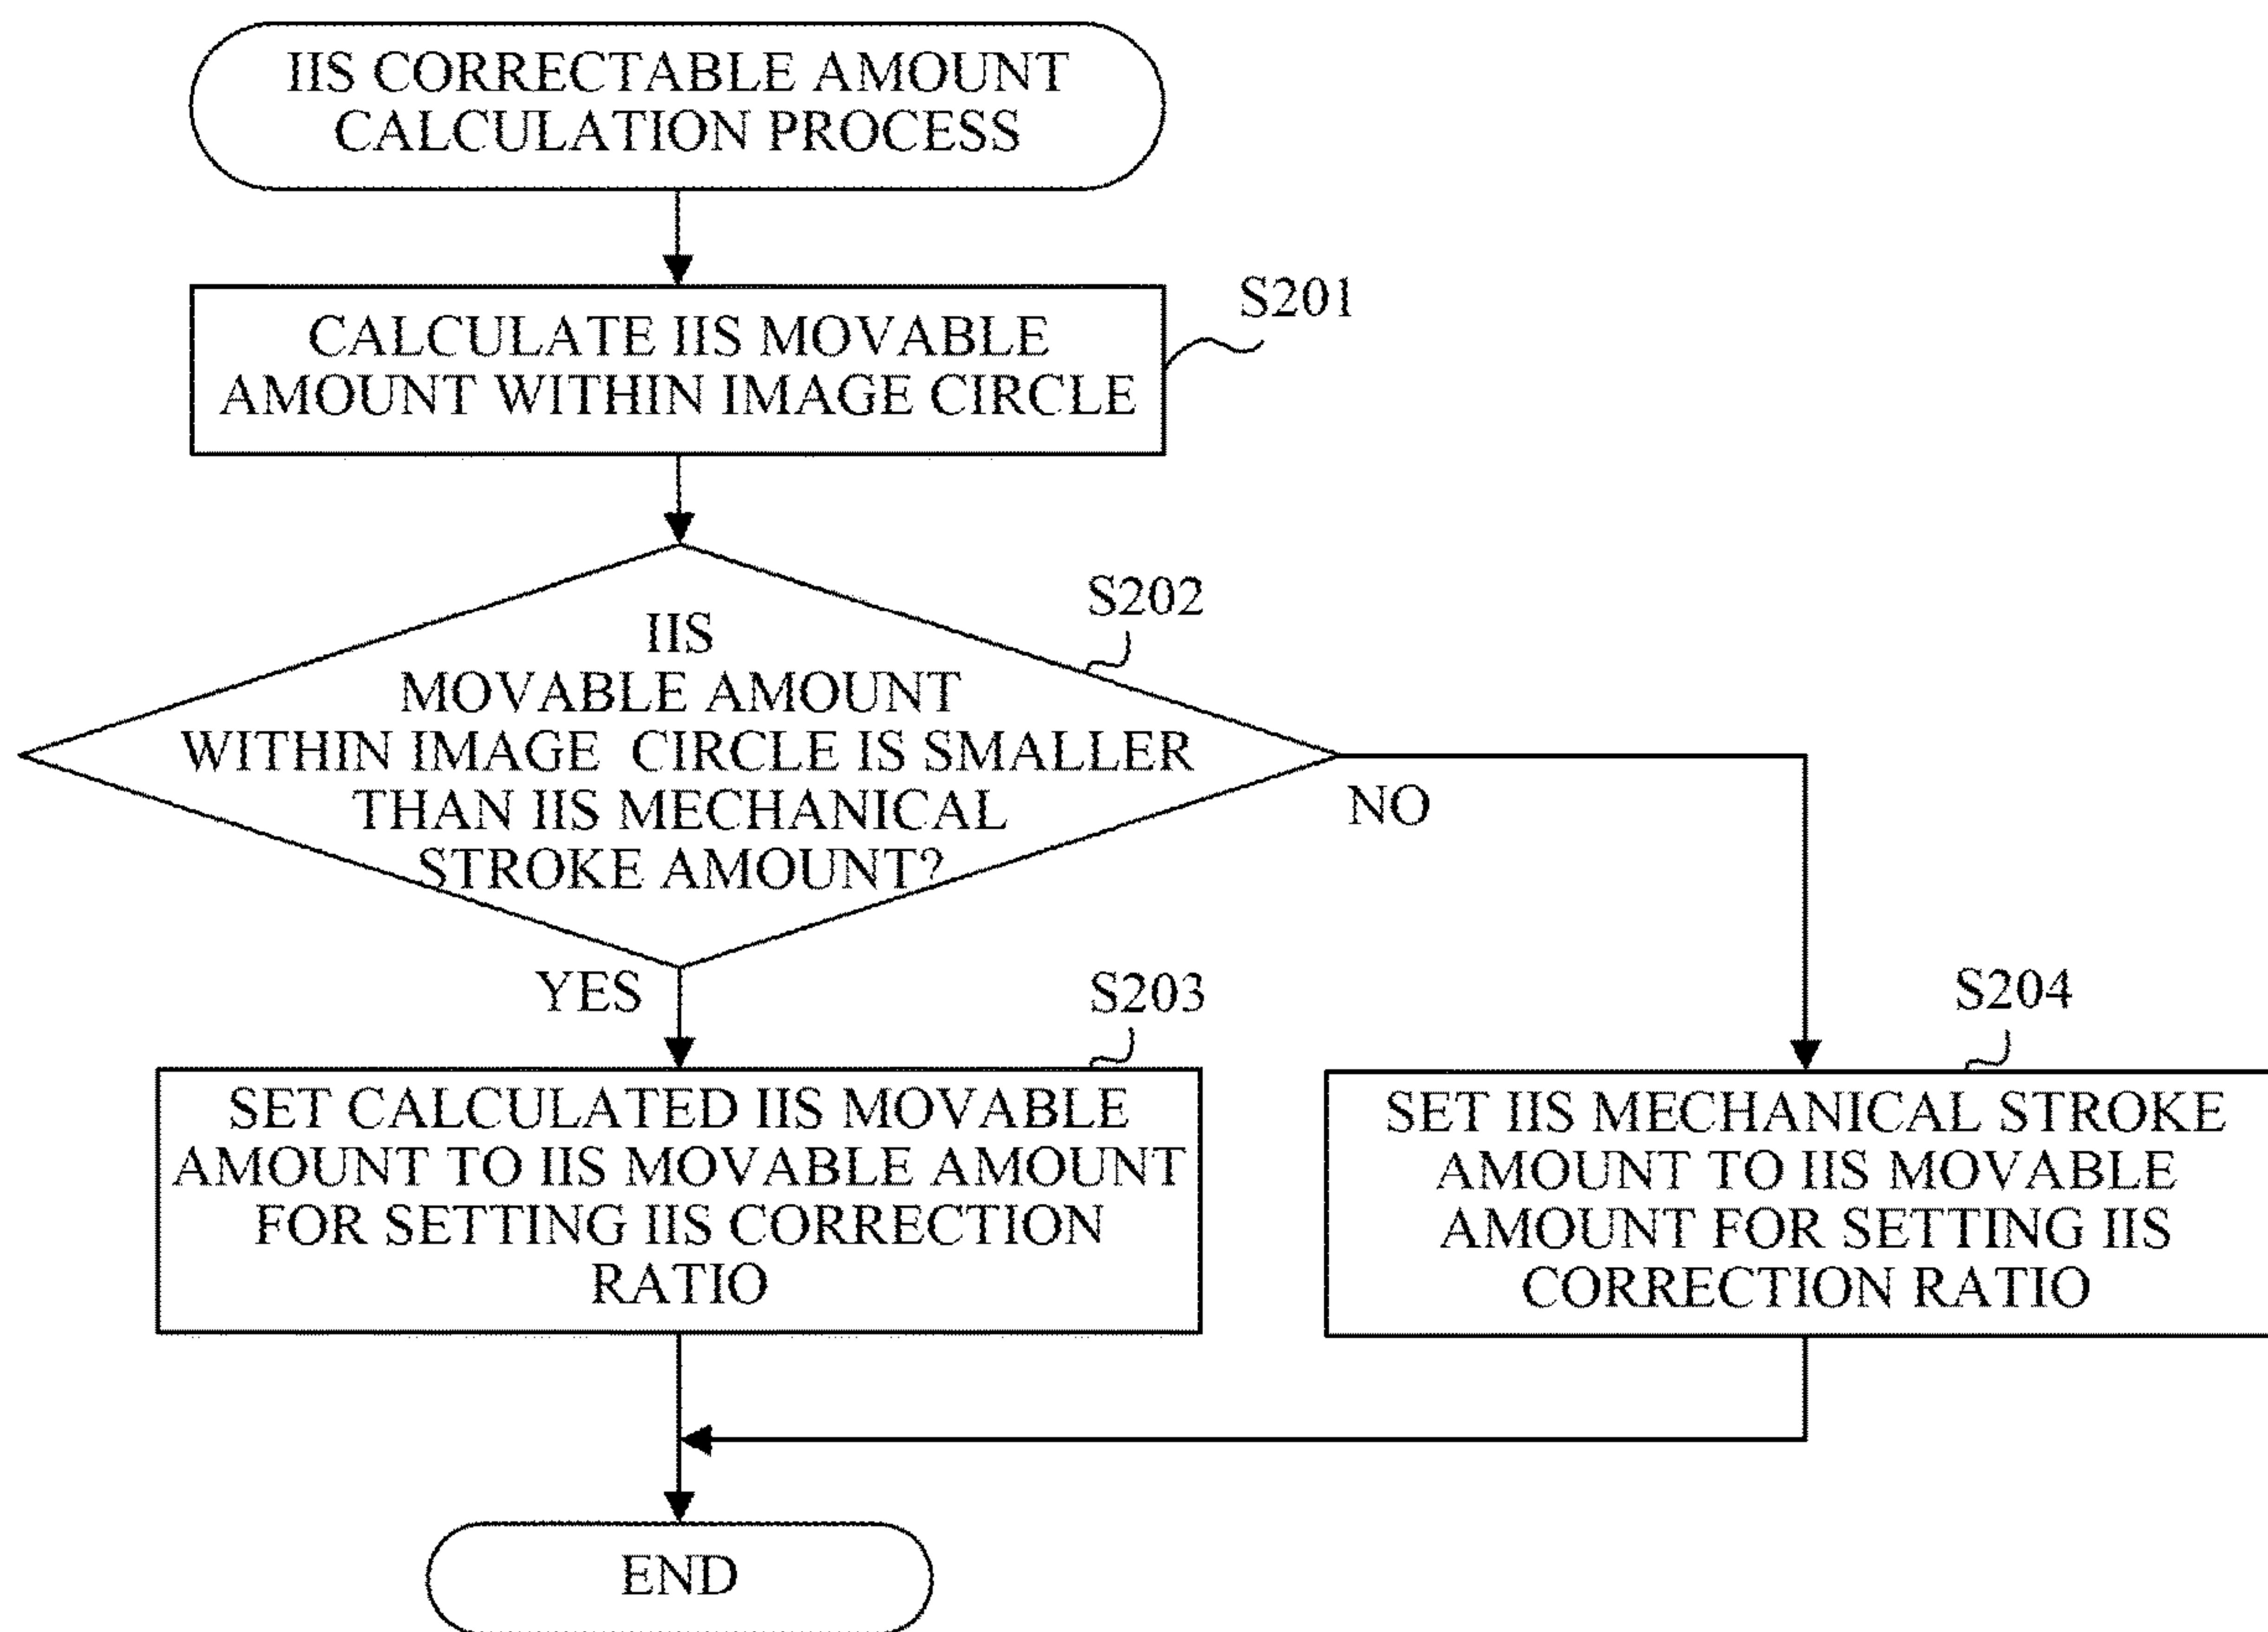 IIS CORRECTABLE AMOUNT
CALCULATION PROCESS
S201
CALCULATE IIS MOVABLE
AMOUNT WITHIN IMAGE CIRCLE
S202
IIS
MOVABLE AMOUNT
WITHIN IMAGE CIRCLE IS SMALLER
THAN IIS MECHANICAL
STROKE AMOUNT?
NO
YES
S203
SET CALCULATED IIS MOVABLE
AMOUNT TO IIS MOVABLE AMOUNT
FOR SETTING IIS CORRECTION
RATIO
S204
SET IIS MECHANICAL STROKE
AMOUNT TO IIS MOVABLE
AMOUNT FOR SETTING IIS
CORRECTION RATIO
END